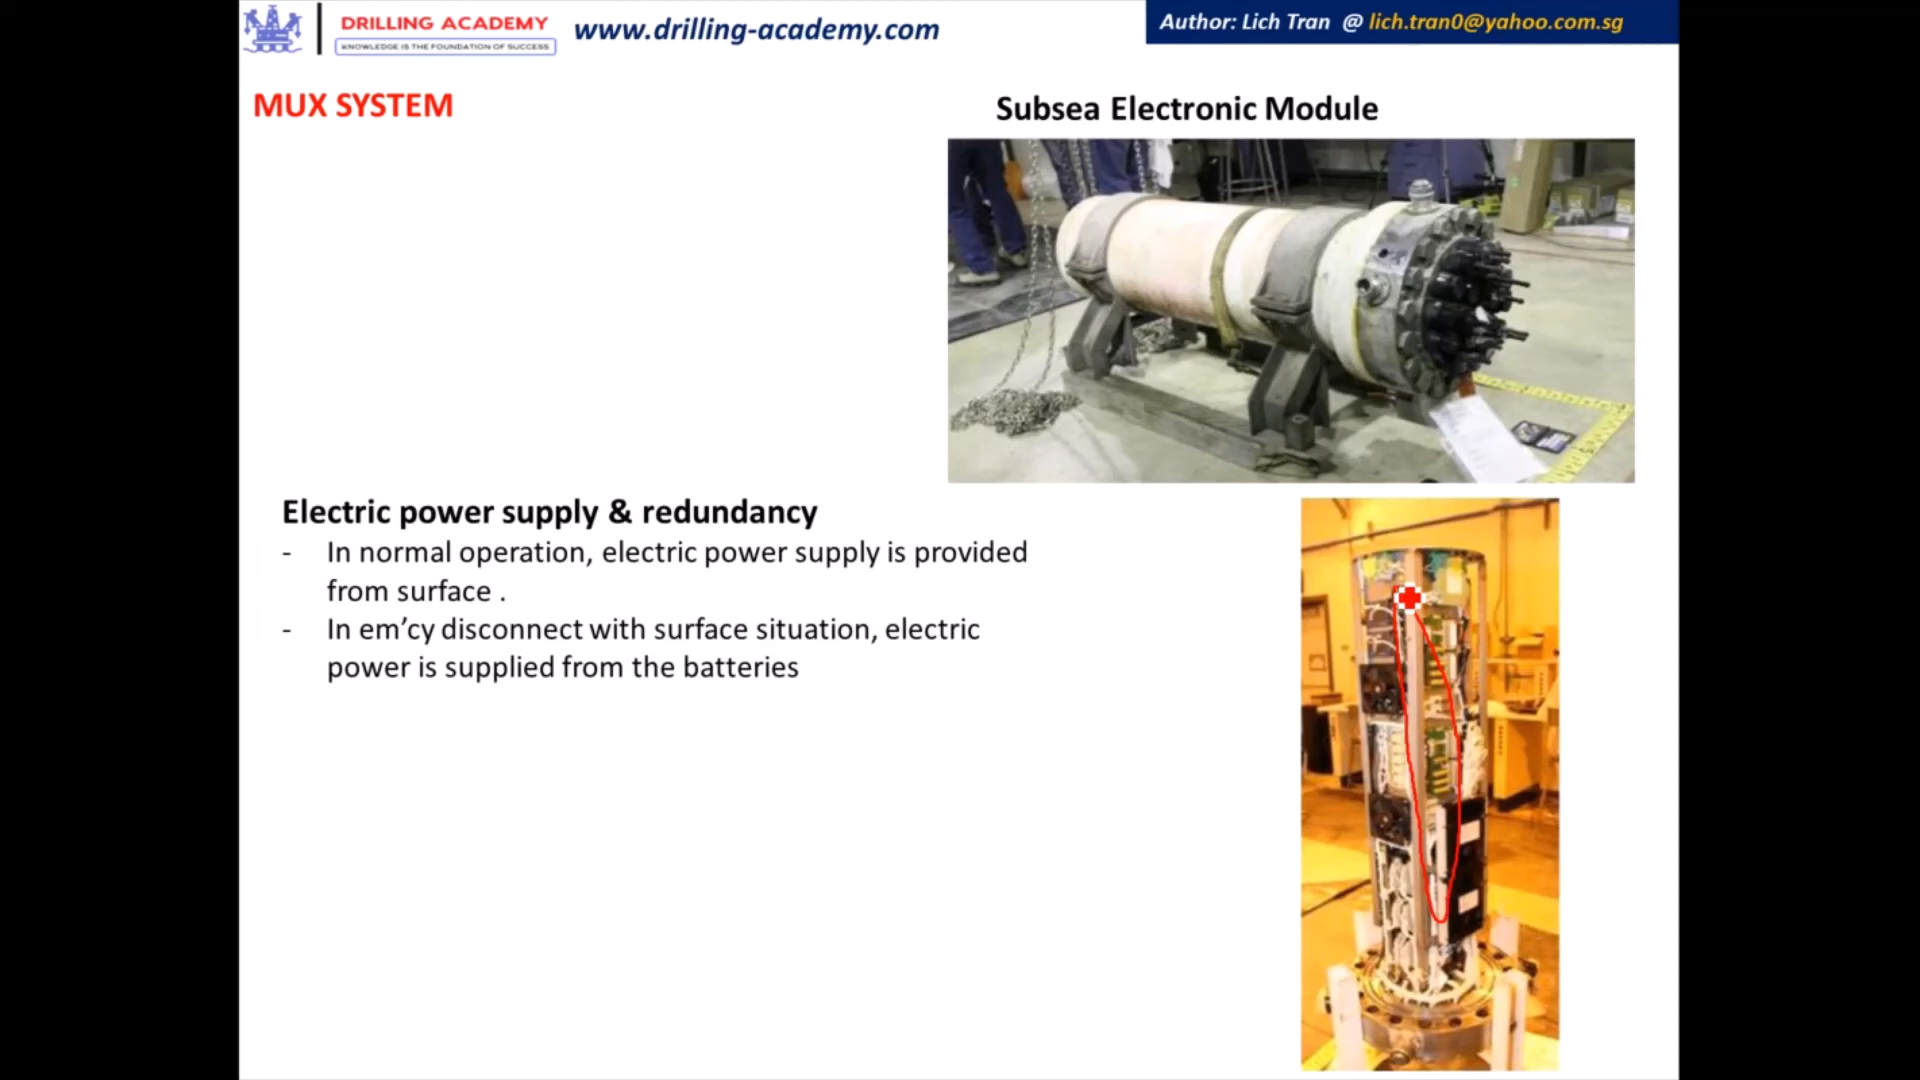 DRILLING ACADEMY
KNOWLEDGE IS THE FOUNDATION OF SUCCESS
www.drilling-academy.com
Author: Lich Tran @ lich.tran0@yahoo.com.sg
MUX SYSTEM
Subsea Electronic Module
Electric power supply & redundancy
- In normal operation, electric power supply is provided
from surface .
- In em’cy disconnect with surface situation, electric
power is supplied from the batteries